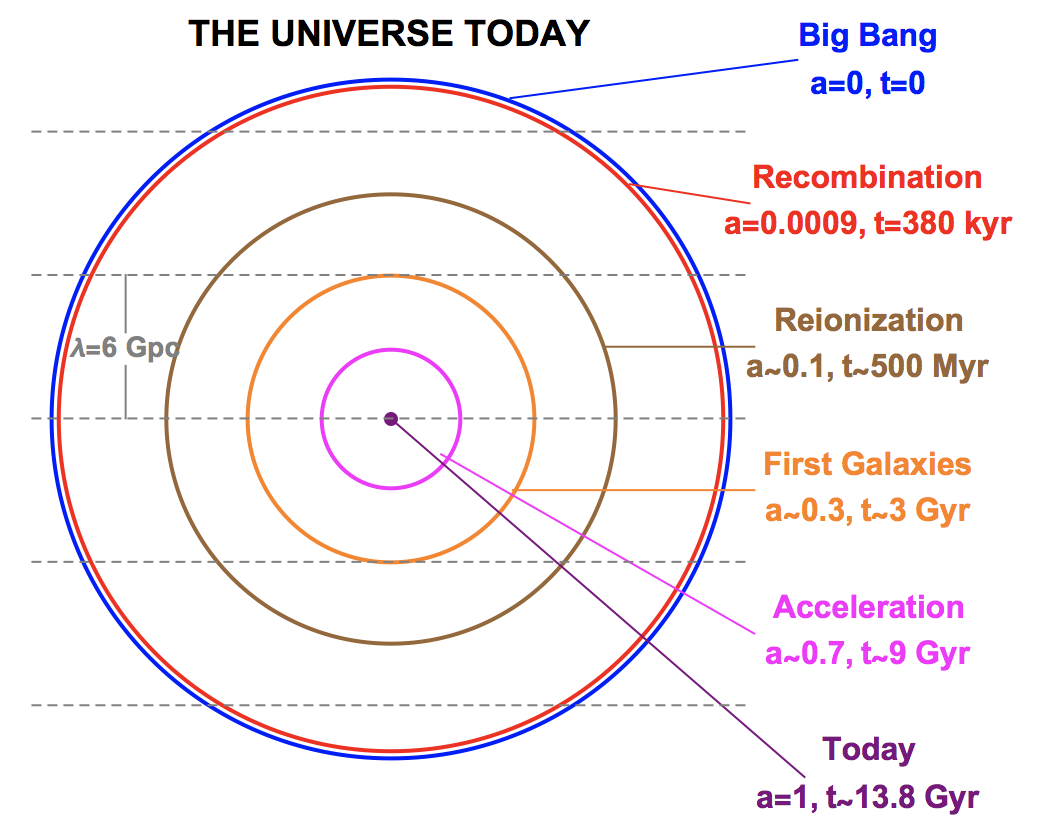 THE UNIVERSE TODAY
Big Bang
a=0, t=0
Recombination
a=0.0009, t=380 kyr
Reionization
a~0.1, t~500 Myr
λ=6 Gpc
First Galaxies
a~0.3, t~3 Gyr
Acceleration
a~0.7, t~9 Gyr
Today
a=1, t~13.8 Gyr